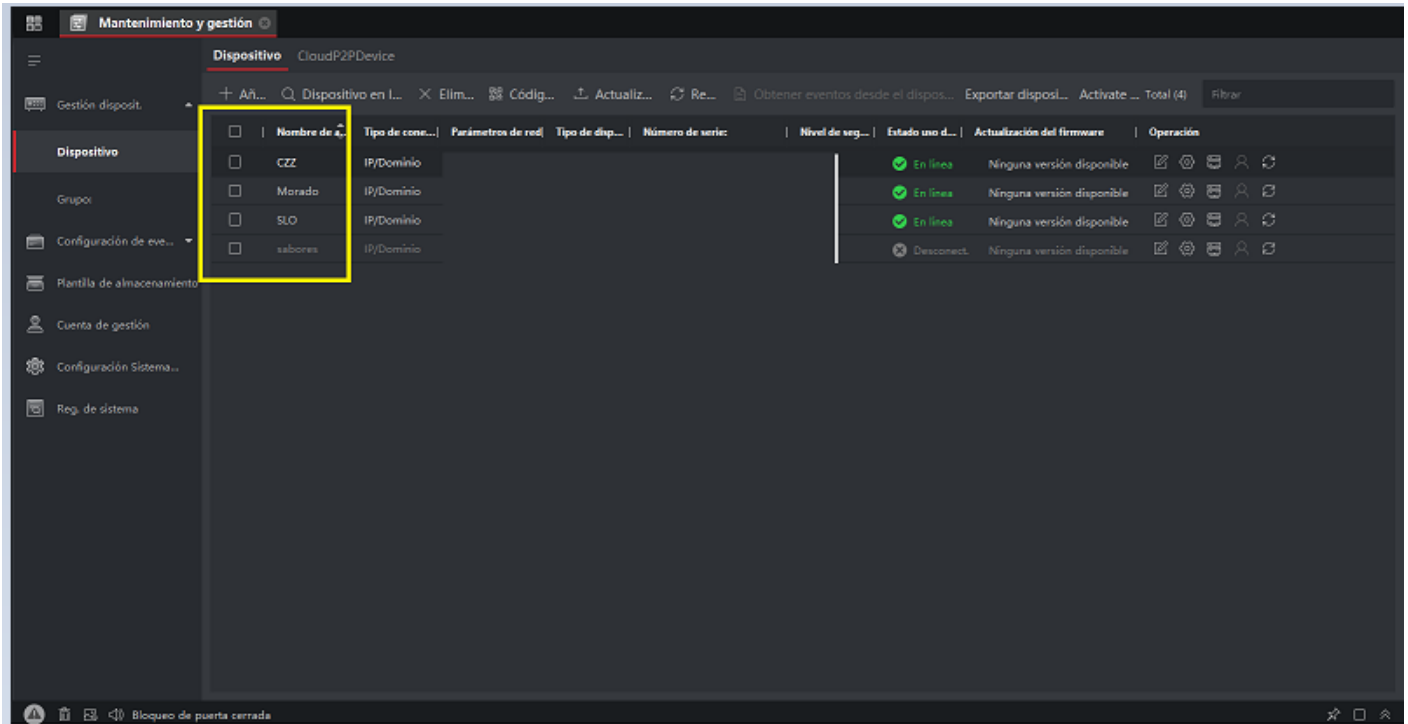 Mantenimiento y gestión
Dispositivo CloudP2PDevice
Añ... Dispositivo en l... Elim... Códig... Actualiz... Re... Obtener eventos desde el dispos... Exportar disposi... Activate ... Total (4) Filtrar
Gestión disposit.
Dispositivo
Grupo:
Configuración de eve...
Plantilla de almacenamiento
Cuenta de gestión
Configuración Sistema...
Reg. de sistema
Nombre de a... Tipo de cone... Parámetros de red Tipo de disp... Número de serie: Nivel de seg... Estado uso d... Actualización del firmware Operación
CZZ IP/Dominio En línea Ninguna versión disponible
Morado IP/Dominio En línea Ninguna versión disponible
SLO IP/Dominio En línea Ninguna versión disponible
sabores IP/Dominio Desconect. Ninguna versión disponible
Bloqueo de puerta cerrada